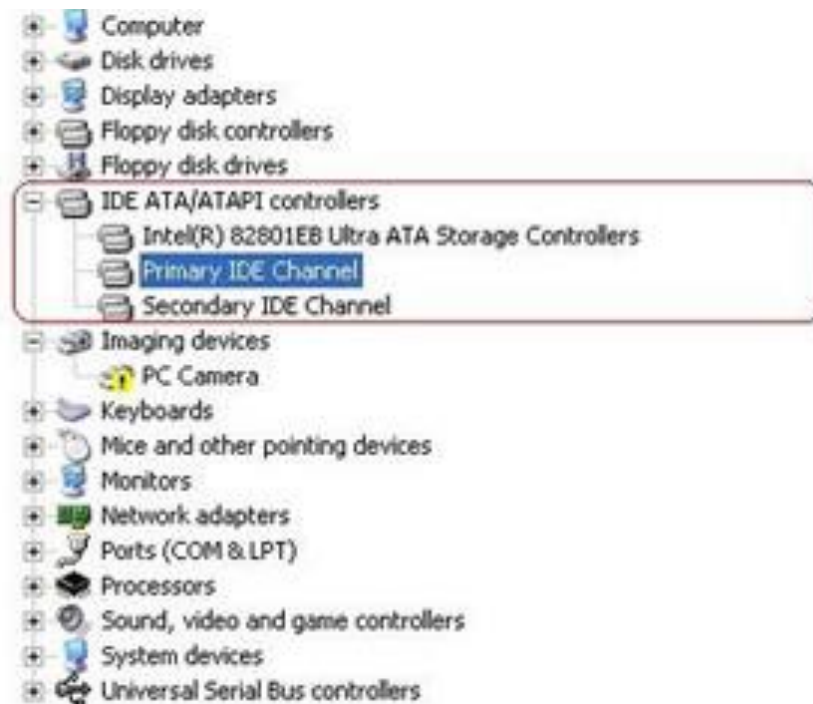 Computer
Disk drives
Display adapters
Floppy disk controllers
Floppy disk drives
IDE ATA/ATAPI controllers
Intel(R) 82801EB Ultra ATA Storage Controllers
Primary IDE Channel
Secondary IDE Channel
Imaging devices
PC Camera
Keyboards
Mice and other pointing devices
Monitors
Network adapters
Ports (COM & LPT)
Processors
Sound, video and game controllers
System devices
Universal Serial Bus controllers